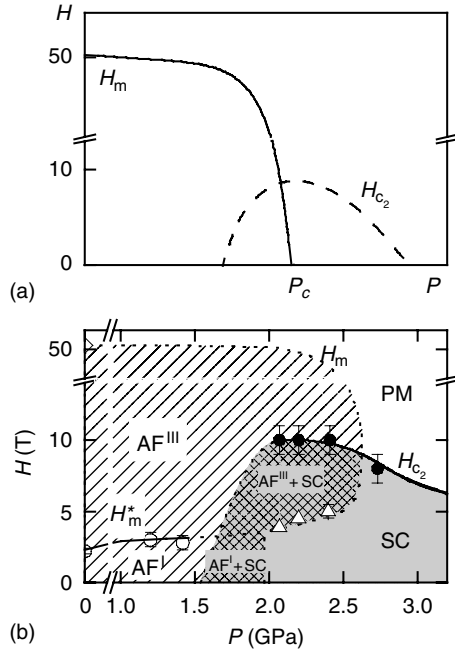 H
50
H_m
10
H_c2
0
P_c
P
(a)
50
H_m
PM
AF^III
10
H_c2
H (T)
AF^III + SC
5
H*_m
SC
AF^I
AF^I + SC
0
0
1.0
1.5
2.0
2.5
3.0
P (GPa)
(b)